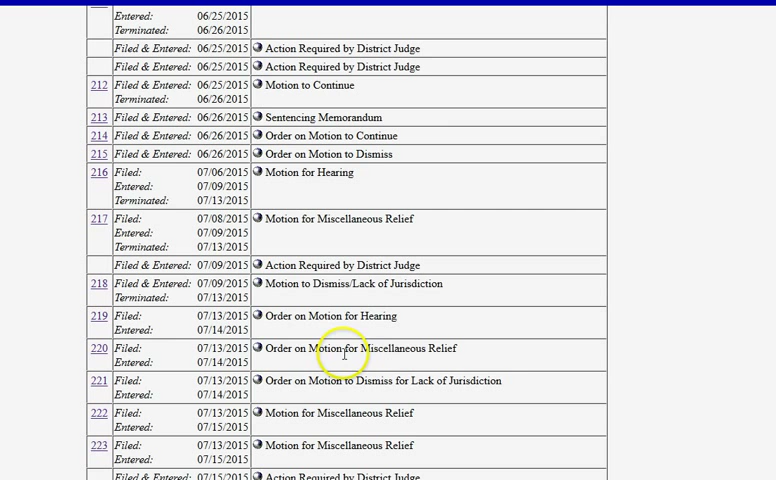 Entered: 06/25/2015
Terminated: 06/26/2015
Filed & Entered: 06/25/2015 Action Required by District Judge
Filed & Entered: 06/25/2015 Action Required by District Judge
212 Filed & Entered: 06/25/2015 Motion to Continue
Terminated: 06/26/2015
213 Filed & Entered: 06/26/2015 Sentencing Memorandum
214 Filed & Entered: 06/26/2015 Order on Motion to Continue
215 Filed & Entered: 06/26/2015 Order on Motion to Dismiss
216 Filed: 07/06/2015 Motion for Hearing
Entered: 07/09/2015
Terminated: 07/13/2015
217 Filed: 07/08/2015 Motion for Miscellaneous Relief
Entered: 07/09/2015
Terminated: 07/13/2015
Filed & Entered: 07/09/2015 Action Required by District Judge
218 Filed & Entered: 07/09/2015 Motion to Dismiss/Lack of Jurisdiction
Terminated: 07/13/2015
219 Filed: 07/13/2015 Order on Motion for Hearing
Entered: 07/14/2015
220 Filed: 07/13/2015 Order on Motion for Miscellaneous Relief
Entered: 07/14/2015
221 Filed: 07/13/2015 Order on Motion to Dismiss for Lack of Jurisdiction
Entered: 07/14/2015
222 Filed: 07/13/2015 Motion for Miscellaneous Relief
Entered: 07/15/2015
223 Filed: 07/13/2015 Motion for Miscellaneous Relief
Entered: 07/15/2015
Filed & Entered: 07/15/2015 Action Required by District Judge